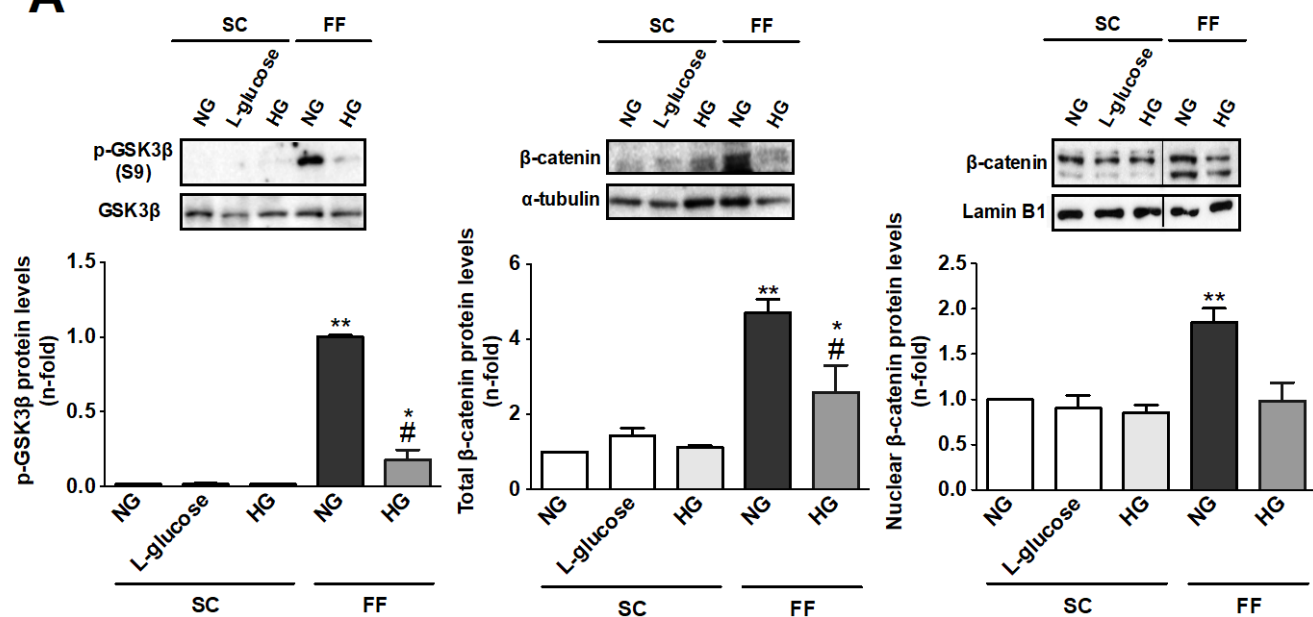 A
SC FF
NG L-glucose HG NG HG
p-GSK3β
(S9)
GSK3β
p-GSK3β protein levels
(n-fold)
1.5
1.0
0.5
0.0
**
*
#
NG L-glucose HG NG HG
SC FF
SC FF
NG L-glucose HG NG HG
β-catenin
α-tubulin
Total β-catenin protein levels
(n-fold)
6
4
2
0
**
*
#
NG L-glucose HG NG HG
SC FF
SC FF
NG L-glucose HG NG HG
β-catenin
Lamin B1
Nuclear β-catenin protein levels
(n-fold)
2.5
2.0
1.5
1.0
0.5
0.0
**
NG L-glucose HG NG HG
SC FF